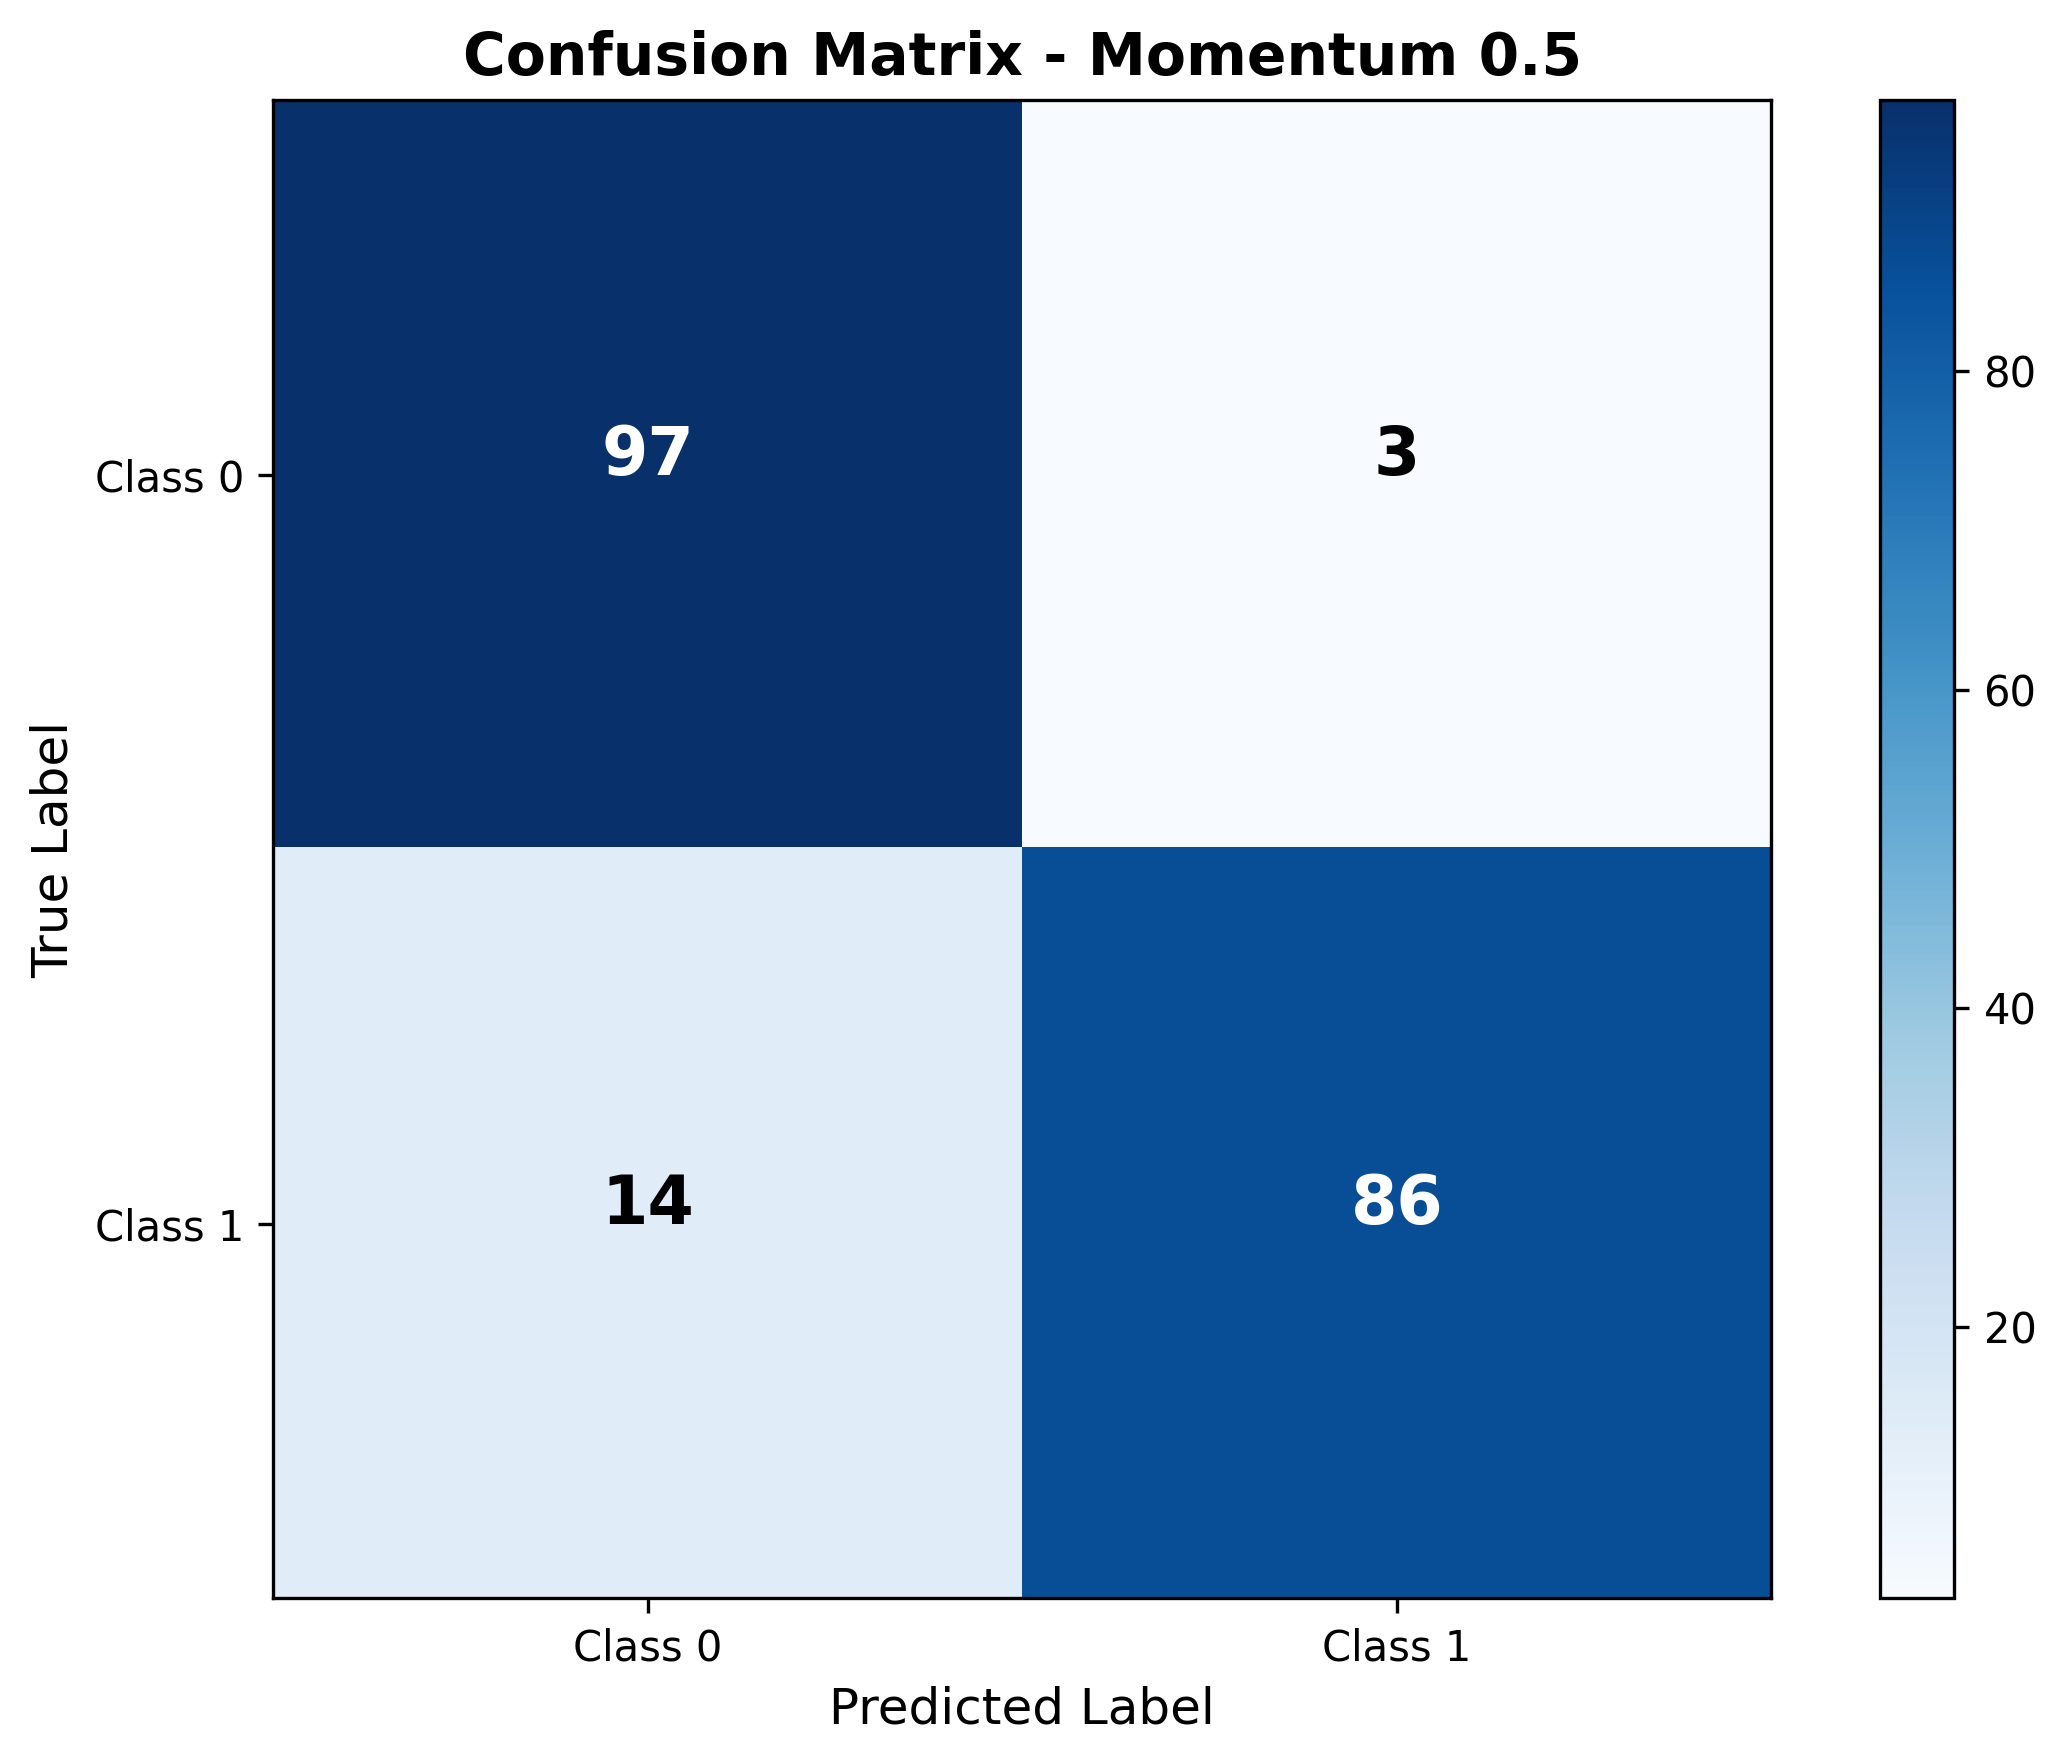 Confusion Matrix - Momentum 0.5
True Label
Class 0
97
3
Class 1
14
86
Class 0
Class 1
Predicted Label
80
60
40
20